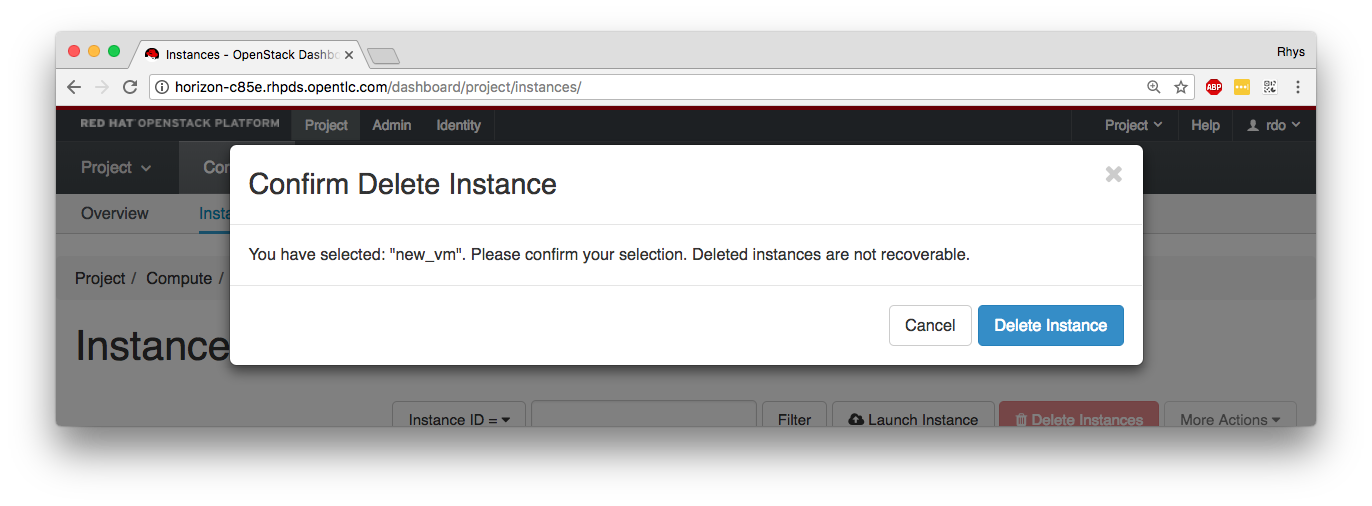 Instances - OpenStack Dashbo
Rhys
horizon-c85e.rhpds.opentlc.com/dashboard/project/instances/
ABP
RED HAT OPENSTACK PLATFORM Project Admin Identity Project Help rdo
Project Com
Overview Insta
Project / Compute /
Instance
Confirm Delete Instance
You have selected: "new_vm". Please confirm your selection. Deleted instances are not recoverable.
Cancel Delete Instance
Instance ID = Filter Launch Instance Delete Instances More Actions